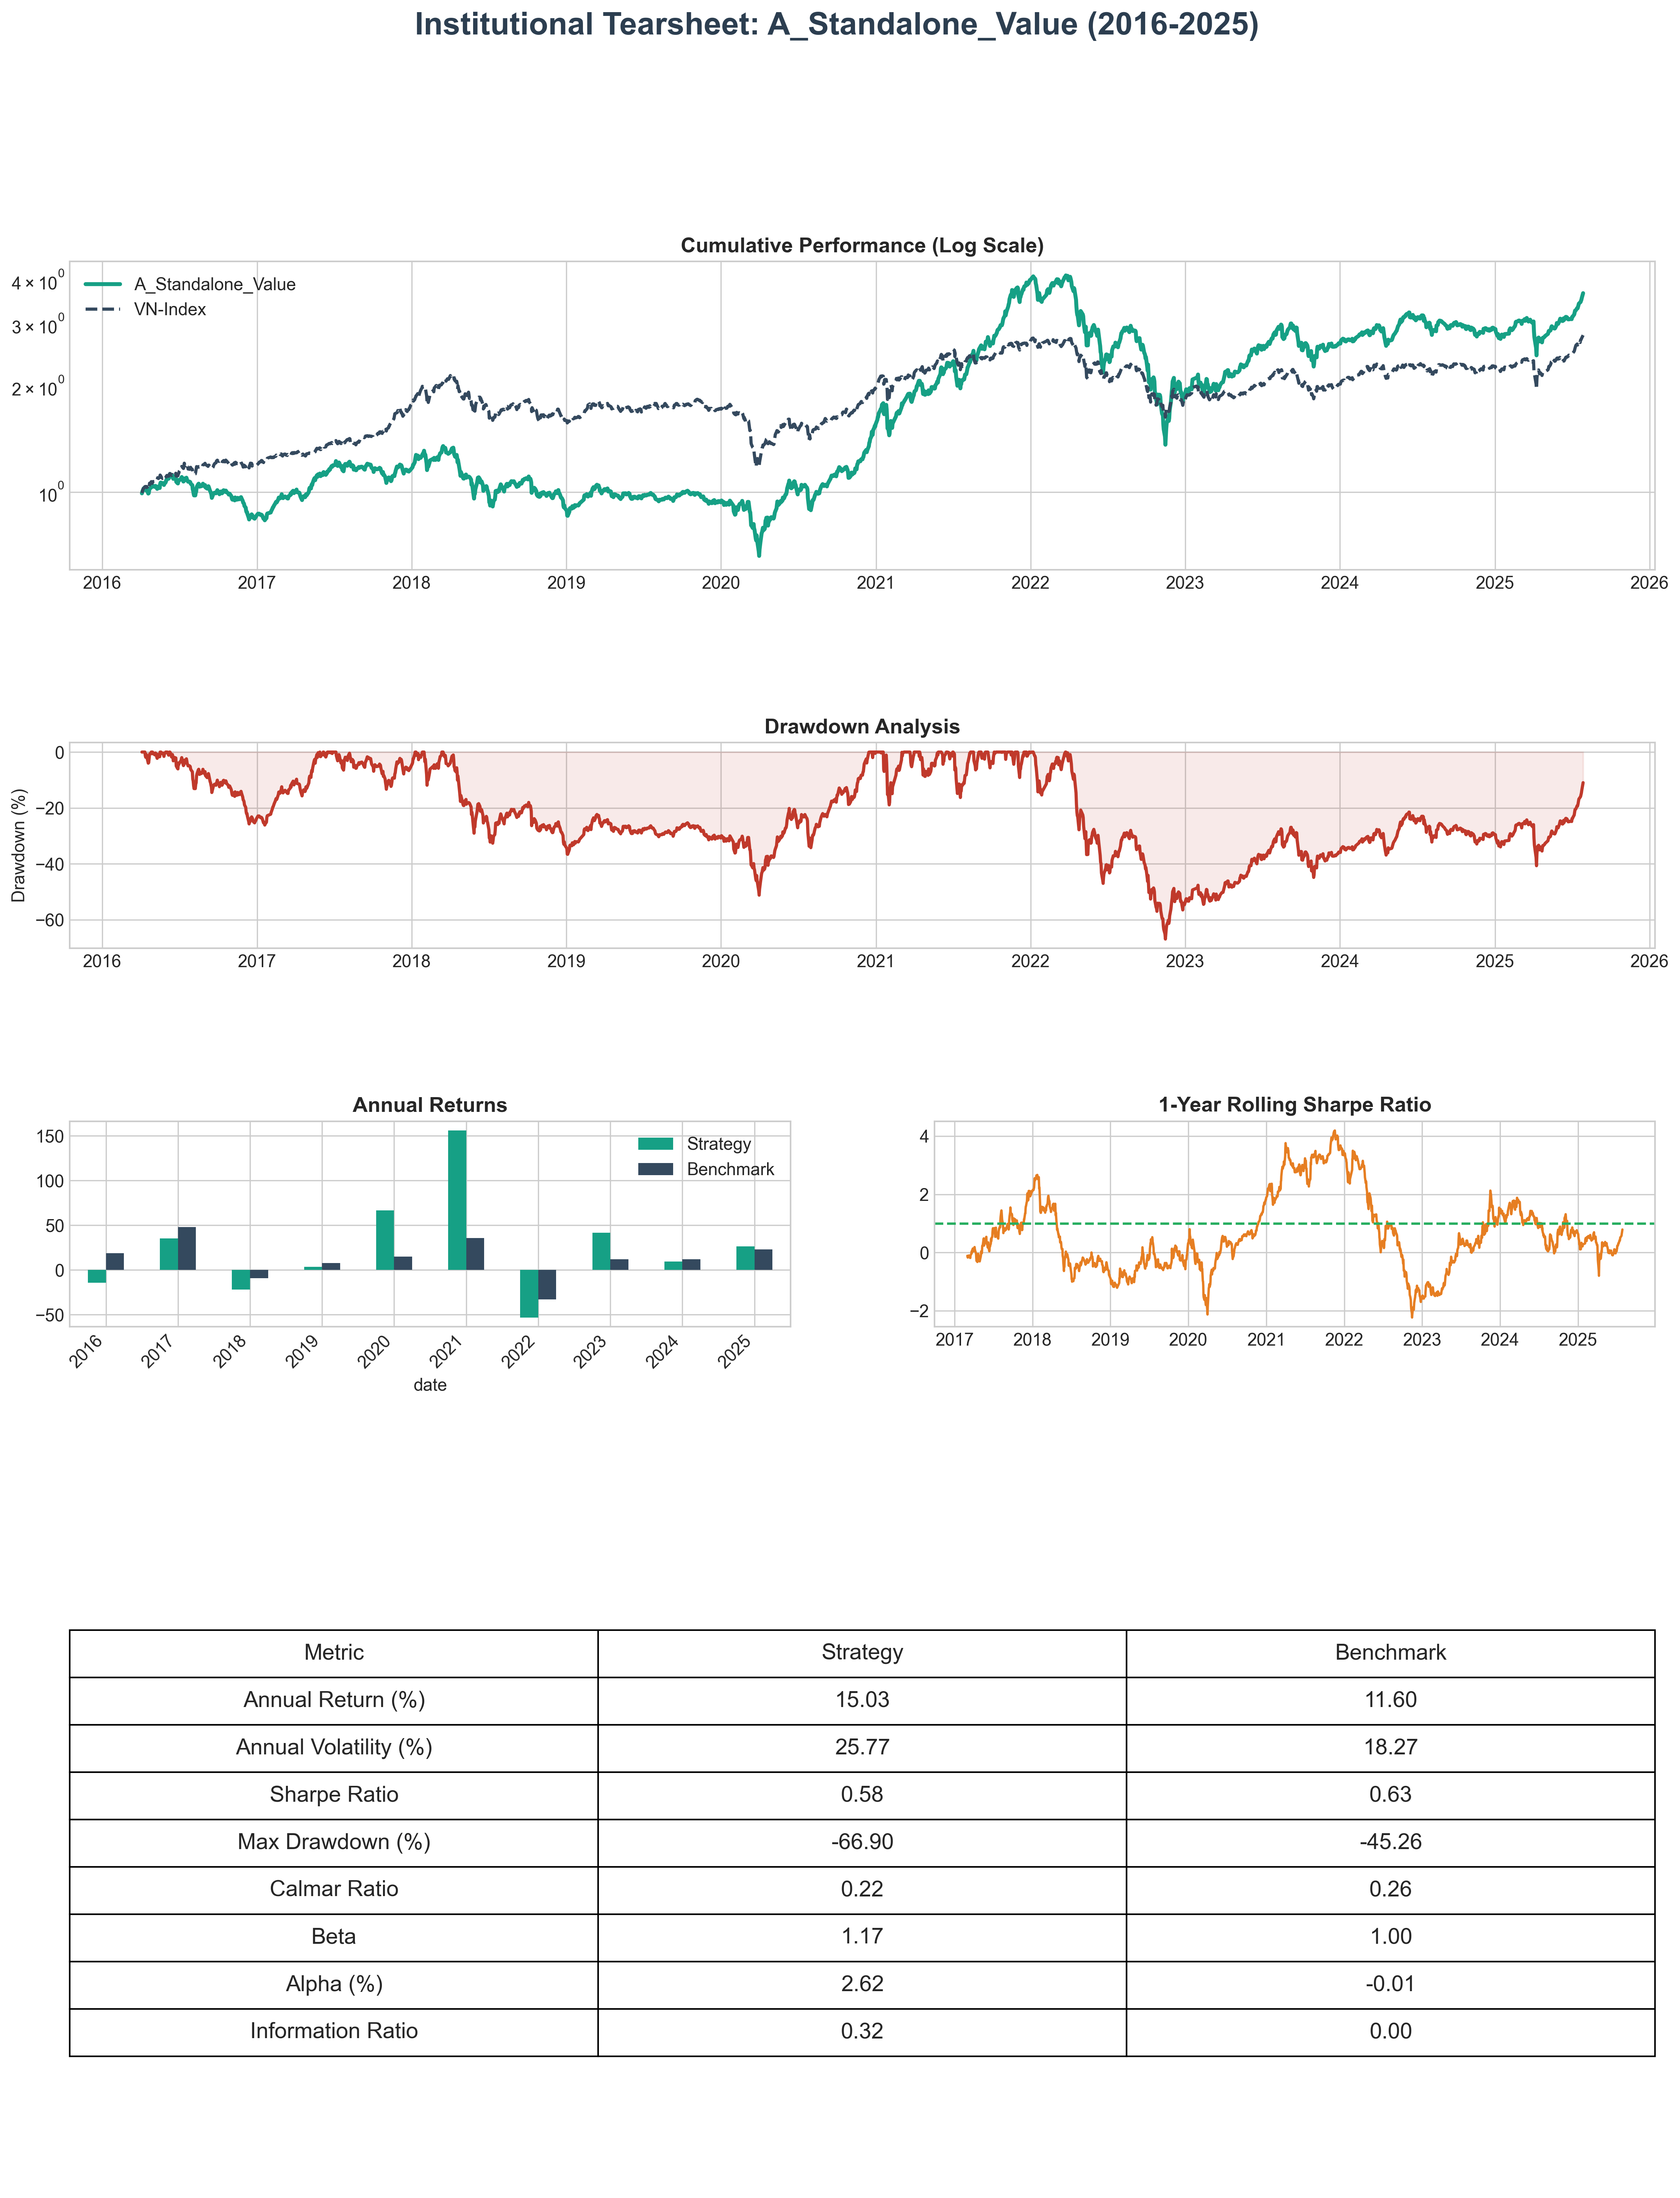 Institutional Tearsheet: A_Standalone_Value (2016-2025)
Cumulative Performance (Log Scale)
4 × 10⁰
3 × 10⁰
2 × 10⁰
10⁰
A_Standalone_Value
VN-Index
2016 2017 2018 2019 2020 2021 2022 2023 2024 2025 2026
Drawdown Analysis
Drawdown (%)
0
−20
−40
−60
2016 2017 2018 2019 2020 2021 2022 2023 2024 2025 2026
Annual Returns
150
100
50
0
−50
Strategy
Benchmark
2016 2017 2018 2019 2020 2021 2022 2023 2024 2025
date
1-Year Rolling Sharpe Ratio
4
2
0
−2
2017 2018 2019 2020 2021 2022 2023 2024 2025
Metric Strategy Benchmark
Annual Return (%) 15.03 11.60
Annual Volatility (%) 25.77 18.27
Sharpe Ratio 0.58 0.63
Max Drawdown (%) -66.90 -45.26
Calmar Ratio 0.22 0.26
Beta 1.17 1.00
Alpha (%) 2.62 -0.01
Information Ratio 0.32 0.00